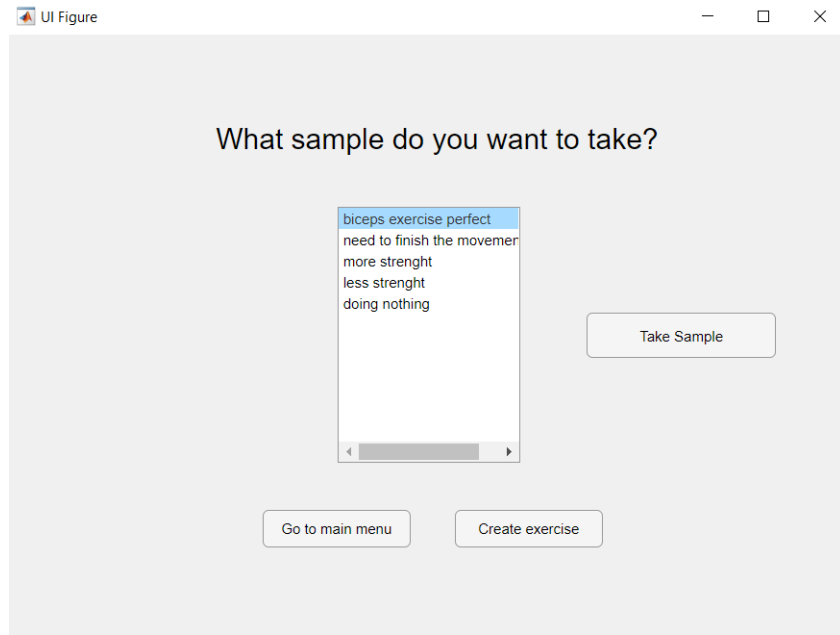 UI Figure
What sample do you want to take?
biceps exercise perfect
need to finish the movemen
more strenght
less strenght
doing nothing
Take Sample
Go to main menu
Create exercise